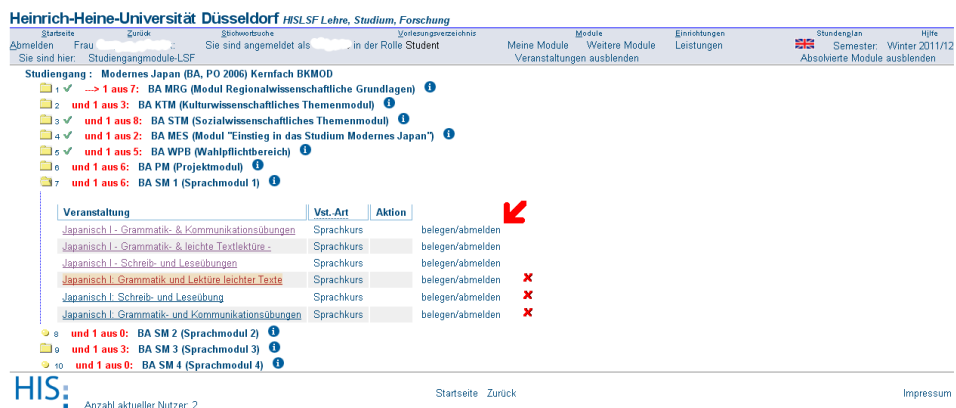 Heinrich-Heine-Universität Düsseldorf HISLSF Lehre, Studium, Forschung
Startseite Zurück Stichwortsuche Vorlesungsverzeichnis Module Einrichtungen Stundenplan Hilfe
Abmelden Frau Sie sind angemeldet als in der Rolle Student Meine Module Weitere Module Leistungen Semester: Winter 2011/12
Sie sind hier: Studiengangmodule-LSF Veranstaltungen ausblenden Absolvierte Module ausblenden
Studiengang : Modernes Japan (BA, PO 2006) Kernfach BKMOD
1 ---> 1 aus 7: BA MRG (Modul Regionalwissenschaftliche Grundlagen)
2 und 1 aus 3: BA KTM (Kulturwissenschaftliches Themenmodul)
3 und 1 aus 8: BA STM (Sozialwissenschaftliches Themenmodul)
4 und 1 aus 2: BA MES (Modul "Einstieg in das Studium Modernes Japan")
5 und 1 aus 5: BA WPB (Wahlpflichtbereich)
6 und 1 aus 6: BA PM (Projektmodul)
7 und 1 aus 6: BA SM 1 (Sprachmodul 1)
Veranstaltung Vst.-Art Aktion
Japanisch I - Grammatik- & Kommunikationsübungen Sprachkurs belegen/abmelden
Japanisch I - Grammatik- & leichte Textlektüre - Sprachkurs belegen/abmelden
Japanisch I - Schreib- und Leseübungen Sprachkurs belegen/abmelden
Japanisch I: Grammatik und Lektüre leichter Texte Sprachkurs belegen/abmelden
Japanisch I: Schreib- und Leseübung Sprachkurs belegen/abmelden
Japanisch I: Grammatik- und Kommunikationsübungen Sprachkurs belegen/abmelden
8 und 1 aus 0: BA SM 2 (Sprachmodul 2)
9 und 1 aus 3: BA SM 3 (Sprachmodul 3)
10 und 1 aus 0: BA SM 4 (Sprachmodul 4)
HIS Startseite Zurück Impressum
Anzahl aktueller Nutzer: 2